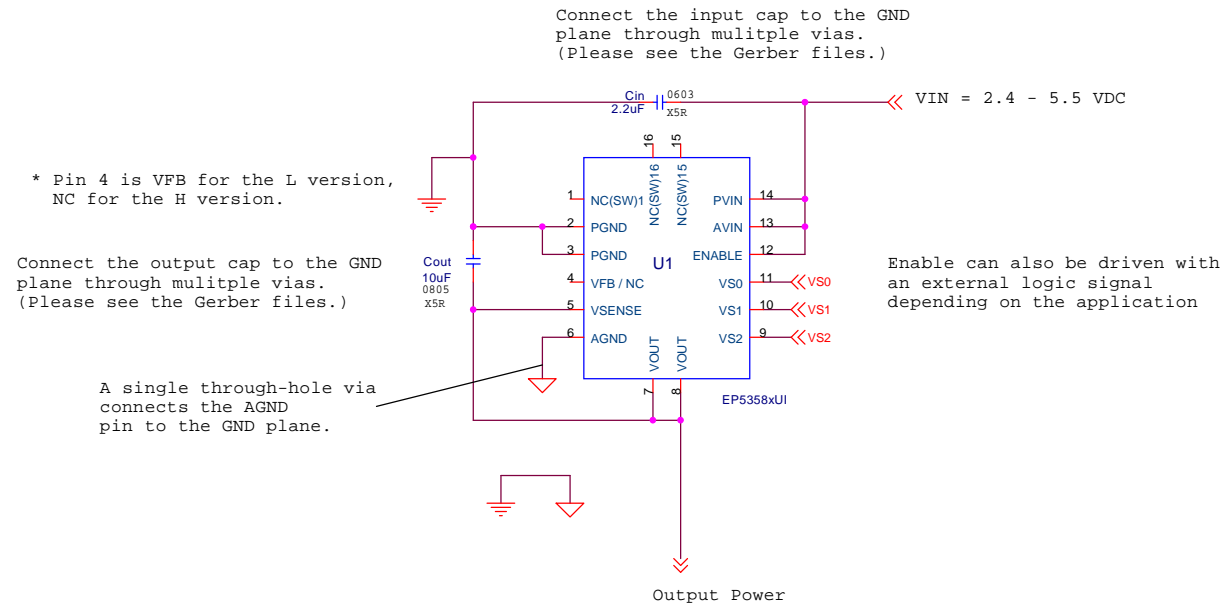 Connect the input cap to the GND
plane through mulitple vias.
(Please see the Gerber files.)
Cin
2.2uF
0603
X5R
VIN = 2.4 - 5.5 VDC
* Pin 4 is VFB for the L version,
NC for the H version.
16
15
NC(SW)16
NC(SW)15
1
NC(SW)1
2
PGND
3
PGND
4
VFB / NC
5
VSENSE
6
AGND
U1
PVIN
14
AVIN
13
ENABLE
12
VS0
11
VS0
VS1
10
VS1
VS2
9
VS2
VOUT
VOUT
7
8
EP5358xUI
Connect the output cap to the GND
plane through mulitple vias.
(Please see the Gerber files.)
Cout
10uF
0805
X5R
Enable can also be driven with
an external logic signal
depending on the application
A single through-hole via
connects the AGND
pin to the GND plane.
Output Power